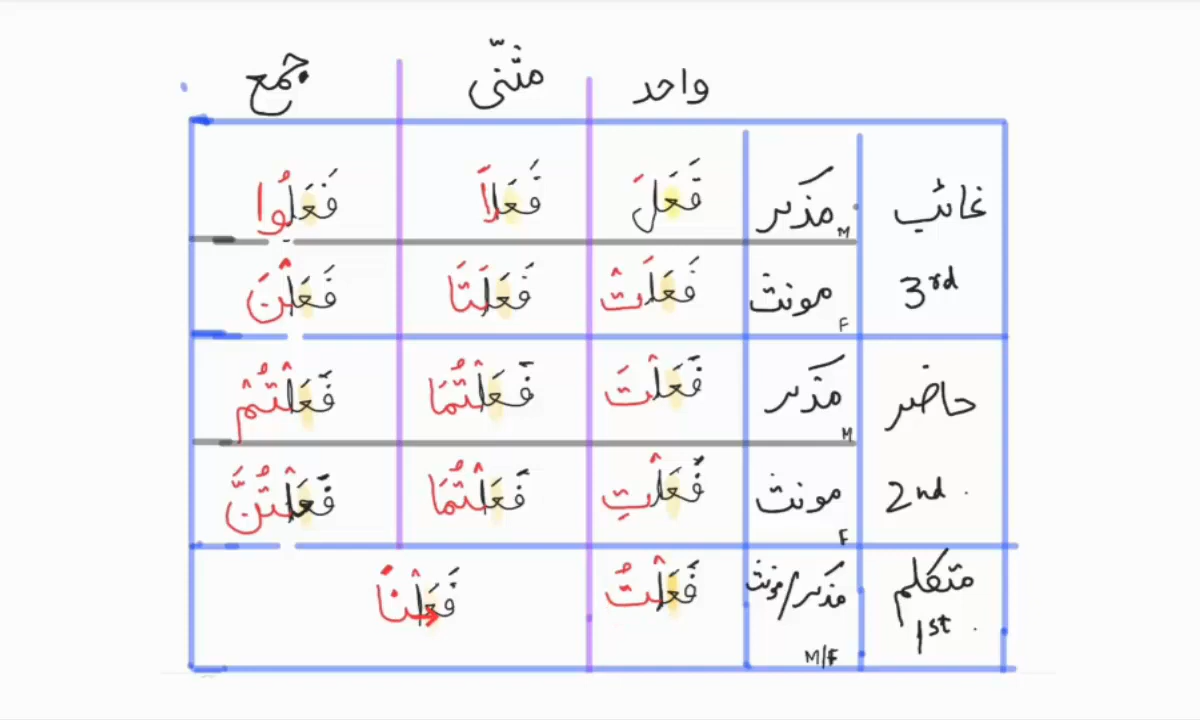 واحد مثنّى جمع
غائب مذکر فَعَلَ فَعَلَا فَعَلُوا
M
3rd مونث فَعَلَتْ فَعَلَتَا فَعَلْنَ
F
حاضر مذکر فَعَلْتَ فَعَلْتُمَا فَعَلْتُمْ
M
2nd مونث فَعَلْتِ فَعَلْتُمَا فَعَلْتُنَّ
F
متکلم مذکر/مونث فَعَلْتُ فَعَلْنَا
1st M/F